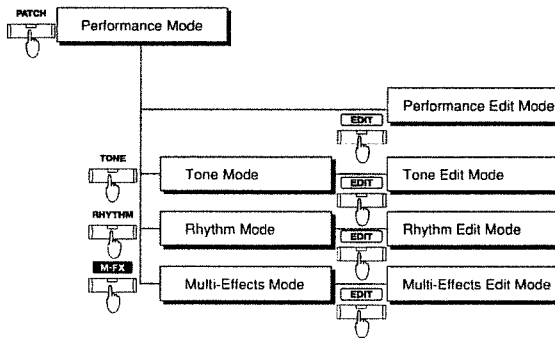 PATCH
Performance Mode
Performance Edit Mode
EDIT
TONE
Tone Mode
Tone Edit Mode
EDIT
RHYTHM
Rhythm Mode
Rhythm Edit Mode
EDIT
M-FX
Multi-Effects Mode
Multi-Effects Edit Mode
EDIT